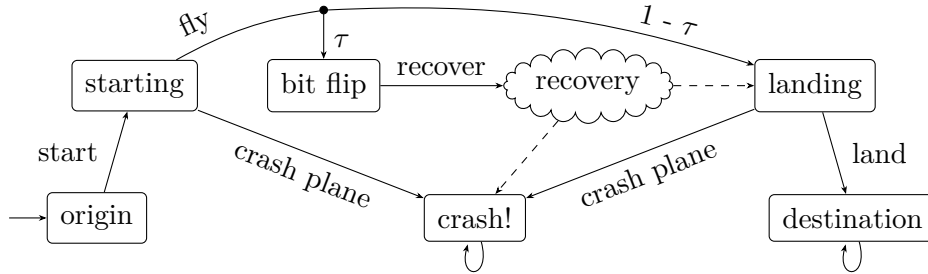 fly
τ
1 - τ
starting
bit flip
recover
recovery
landing
start
crash plane
crash plane
land
origin
crash!
destination